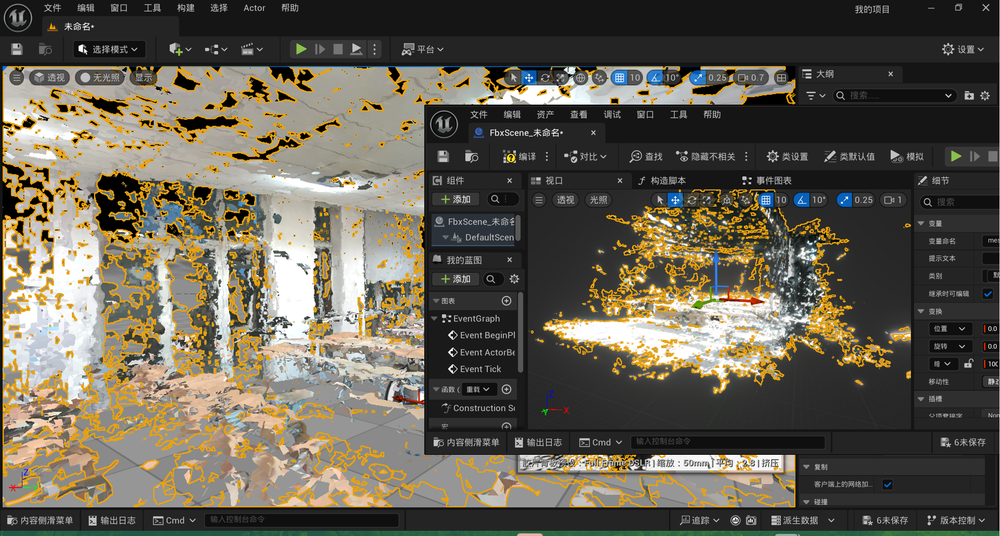 文件 编辑 窗口 工具 构建 选择 Actor 帮助
我的项目
未命名*
选择模式
平台
设置
透视
无光照
显示
10
10°
0.25
0.7
大纲
搜索......
文件 编辑 资产 查看 调试 窗口 工具 帮助
FbxScene_未命名*
编译
对比
查找
隐藏不相关
类设置
类默认值
模拟
组件
视口
构造脚本
事件图表
细节
添加
透视
光照
10
10°
0.25
1
搜索
FbxScene_未命名
DefaultScen
变量
变量命名
mes
我的蓝图
提示文本
添加
类别
默
继承时可编辑
图表
变换
EventGraph
位置
0.0
Event BeginPl
旋转
0.0
Event ActorBe
缩
100
Event Tick
移动性
静态
函数 (
重载
插槽
Construction Sc
父项套接字
Non
宏
内容侧滑菜单
输出日志
Cmd
输入控制台命令
6未保存
胶片背板预设：Full Frame DSLR | 缩放：50mm | 平均：2.8 | 挤压
复制
客户端上的网络加...
碰撞
内容侧滑菜单
输出日志
Cmd
输入控制台命令
追踪
派生数据
6未保存
版本控制